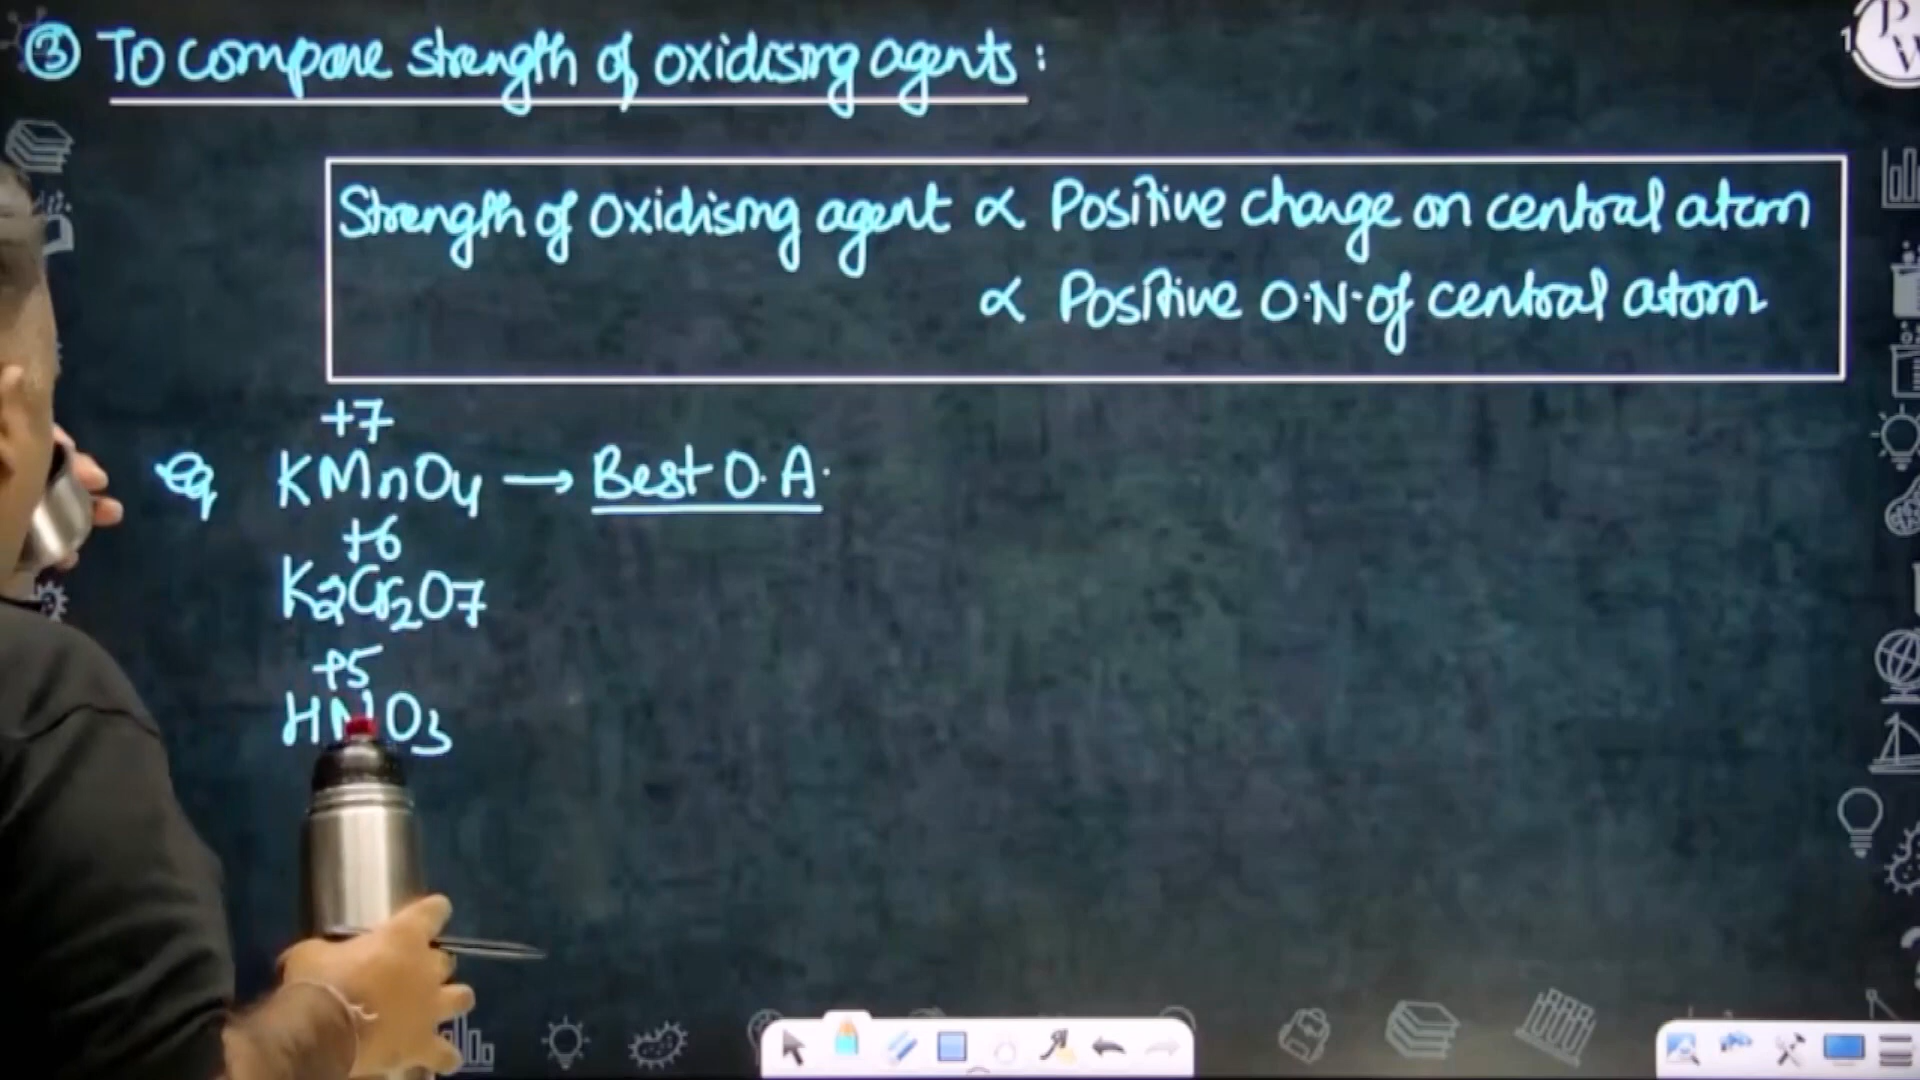 ③ To compare strength of oxidising agents :
Strength of oxidising agent ∝ Positive charge on central atom
∝ Positive O.N. of central atom
+7
Eg KMnO4 → Best O.A.
+6
K2Cr2O7
+5
HNO3
P
W
1